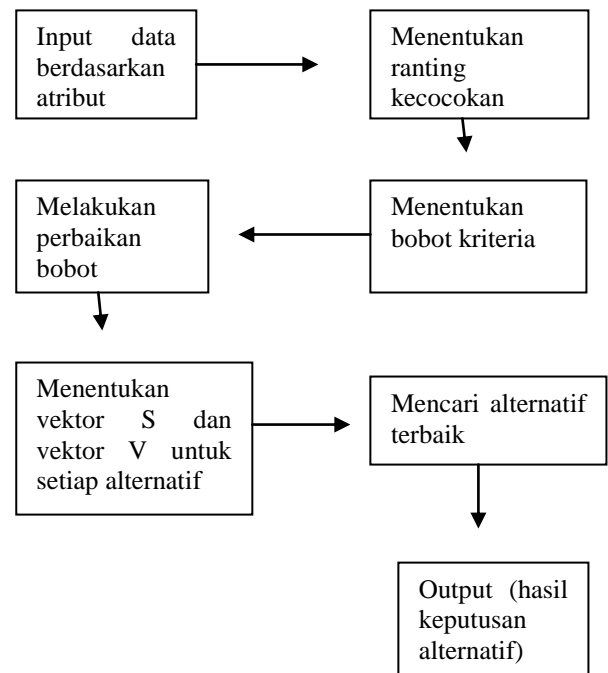 Input data
berdasarkan
atribut
Menentukan
ranting
kecocokan
Menentukan
bobot kriteria
Melakukan
perbaikan
bobot
Menentukan
vektor S dan
vektor V untuk
setiap alternatif
Mencari alternatif
terbaik
Output (hasil
keputusan
alternatif)